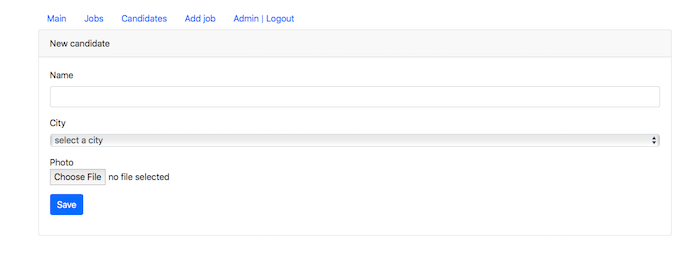 Main Jobs Candidates Add job Admin | Logout
New candidate
Name
City
select a city
Photo
Choose File no file selected
Save